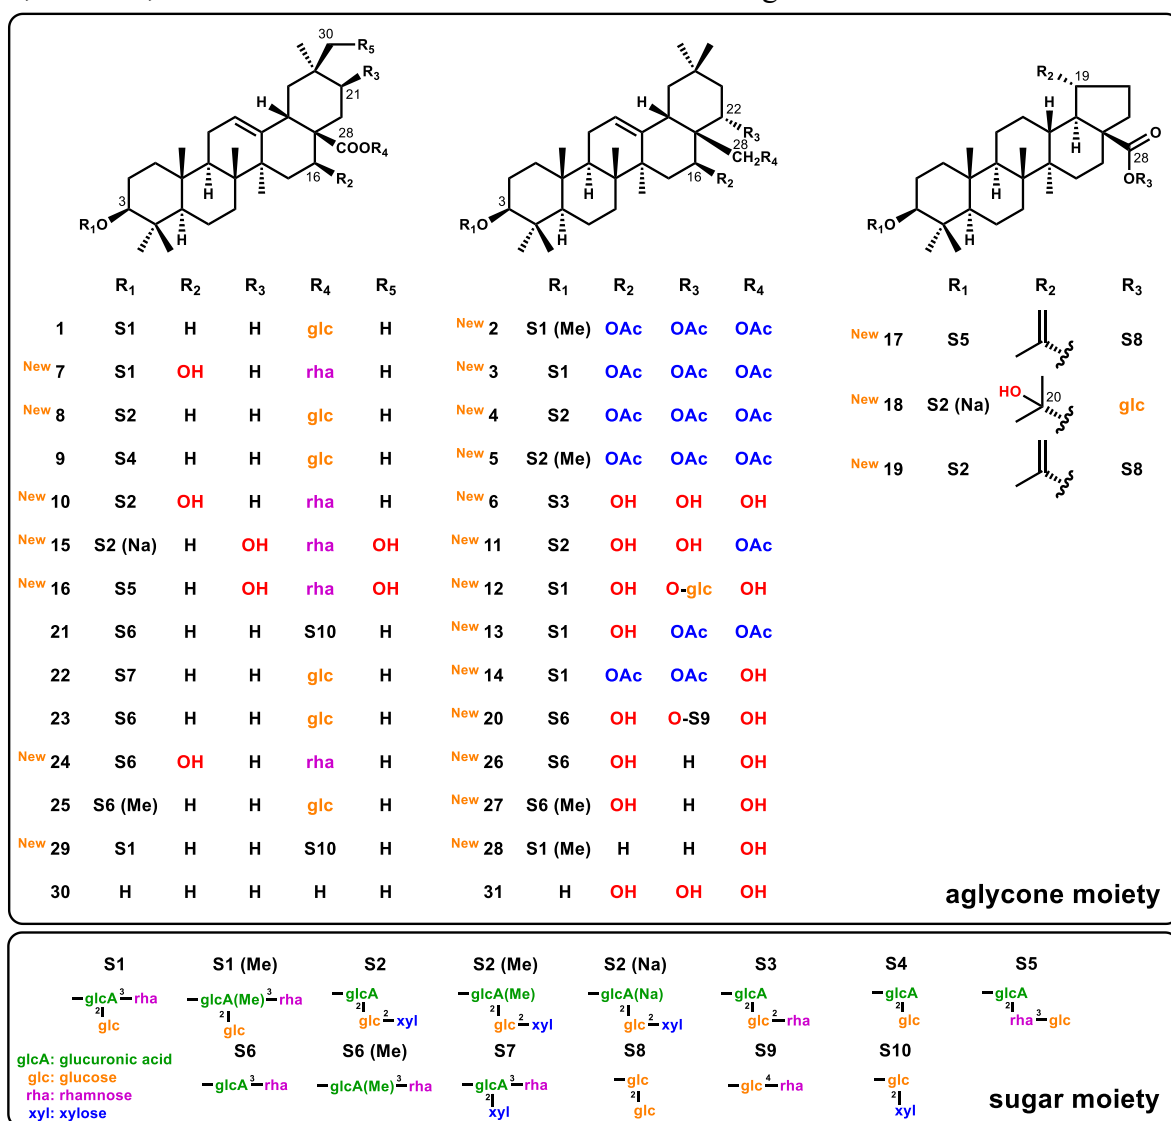 30
R5
R3
H
21
28
COOR4
16
R2
H
3
R1O
H
H
22
R3
28
CH2R4
16
R2
H
3
R1O
H
R2
19
H
H
O
28
OR3
H
R1O
H
R1 R2 R3 R4 R5
1 S1 H H glc H
New 7 S1 OH H rha H
New 8 S2 H H glc H
9 S4 H H glc H
New 10 S2 OH H rha H
New 15 S2 (Na) H OH rha OH
New 16 S5 H OH rha OH
21 S6 H H S10 H
22 S7 H H glc H
23 S6 H H glc H
New 24 S6 OH H rha H
25 S6 (Me) H H glc H
New 29 S1 H H S10 H
30 H H H H H
R1 R2 R3 R4
New 2 S1 (Me) OAc OAc OAc
New 3 S1 OAc OAc OAc
New 4 S2 OAc OAc OAc
New 5 S2 (Me) OAc OAc OAc
New 6 S3 OH OH OH
New 11 S2 OH OH OAc
New 12 S1 OH O-glc OH
New 13 S1 OH OAc OAc
New 14 S1 OAc OAc OH
New 20 S6 OH O-S9 OH
New 26 S6 OH H OH
New 27 S6 (Me) OH H OH
New 28 S1 (Me) H H OH
31 H OH OH OH
R1 R2 R3
New 17 S5 S8
New 18 S2 (Na) HO 20 glc
New 19 S2 S8
aglycone moiety
S1 S1 (Me) S2 S2 (Me) S2 (Na) S3 S4 S5
glcA 3 rha
2
glc
glcA(Me) 3 rha
2
glc
glcA
2
glc 2 xyl
glcA(Me)
2
glc 2 xyl
glcA(Na)
2
glc 2 xyl
glcA
2
glc 2 rha
glcA
2
glc
glcA
2
rha 3 glc
glcA: glucuronic acid
glc: glucose
rha: rhamnose
xyl: xylose
S6 S6 (Me) S7 S8 S9 S10
glcA 3 rha
glcA(Me) 3 rha
glcA 3 rha
2
xyl
glc
2
glc
glc 4 rha
glc
2
xyl
sugar moiety